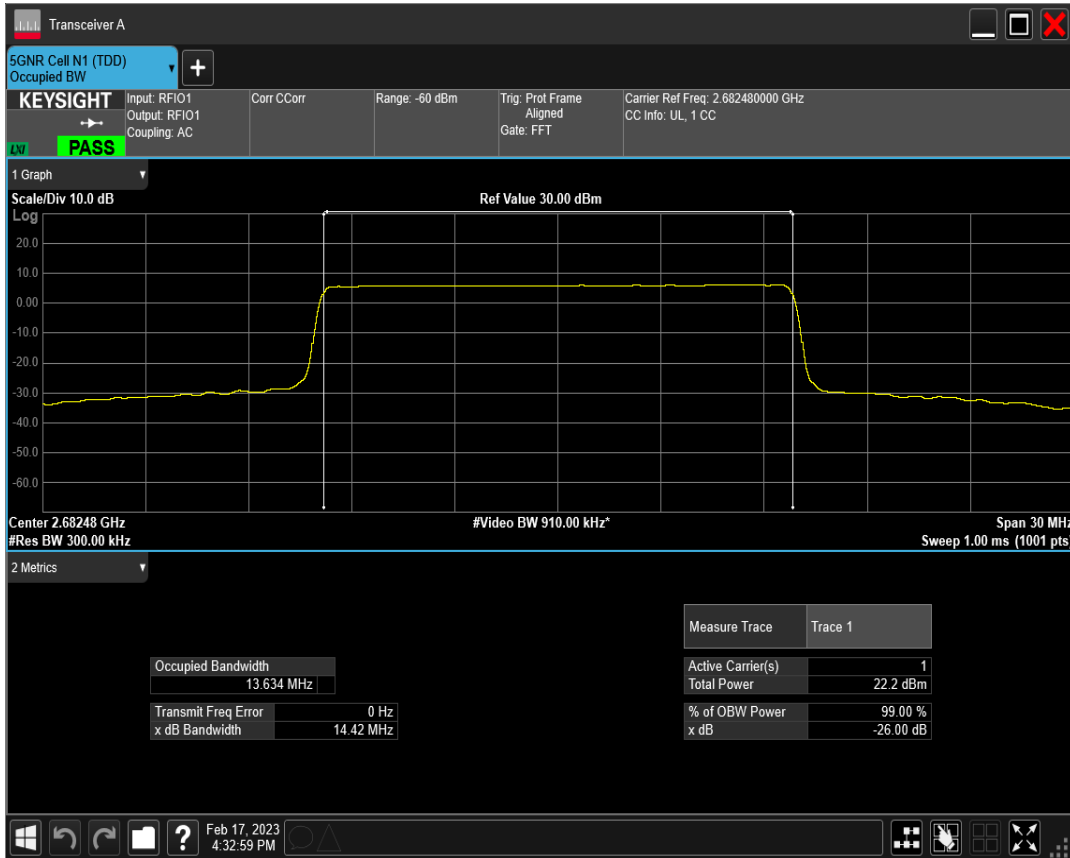 Transceiver A
5GNR Cell N1 (TDD)
Occupied BW
+
KEYSIGHT
LXI
PASS
Input: RFIO1
Output: RFIO1
Coupling: AC
Corr CCorr
Range: -60 dBm
Trig: Prot Frame
Aligned
Gate: FFT
Carrier Ref Freq: 2.682480000 GHz
CC Info: UL, 1 CC
1 Graph
Scale/Div 10.0 dB
Ref Value 30.00 dBm
Log
20.0
10.0
0.00
-10.0
-20.0
-30.0
-40.0
-50.0
-60.0
Center 2.68248 GHz
#Video BW 910.00 kHz*
Span 30 MHz
#Res BW 300.00 kHz
Sweep 1.00 ms (1001 pts)
2 Metrics
Measure Trace Trace 1
Occupied Bandwidth
13.634 MHz
Active Carrier(s) 1
Total Power 22.2 dBm
Transmit Freq Error 0 Hz
x dB Bandwidth 14.42 MHz
% of OBW Power 99.00 %
x dB -26.00 dB
?
Feb 17, 2023
4:32:59 PM